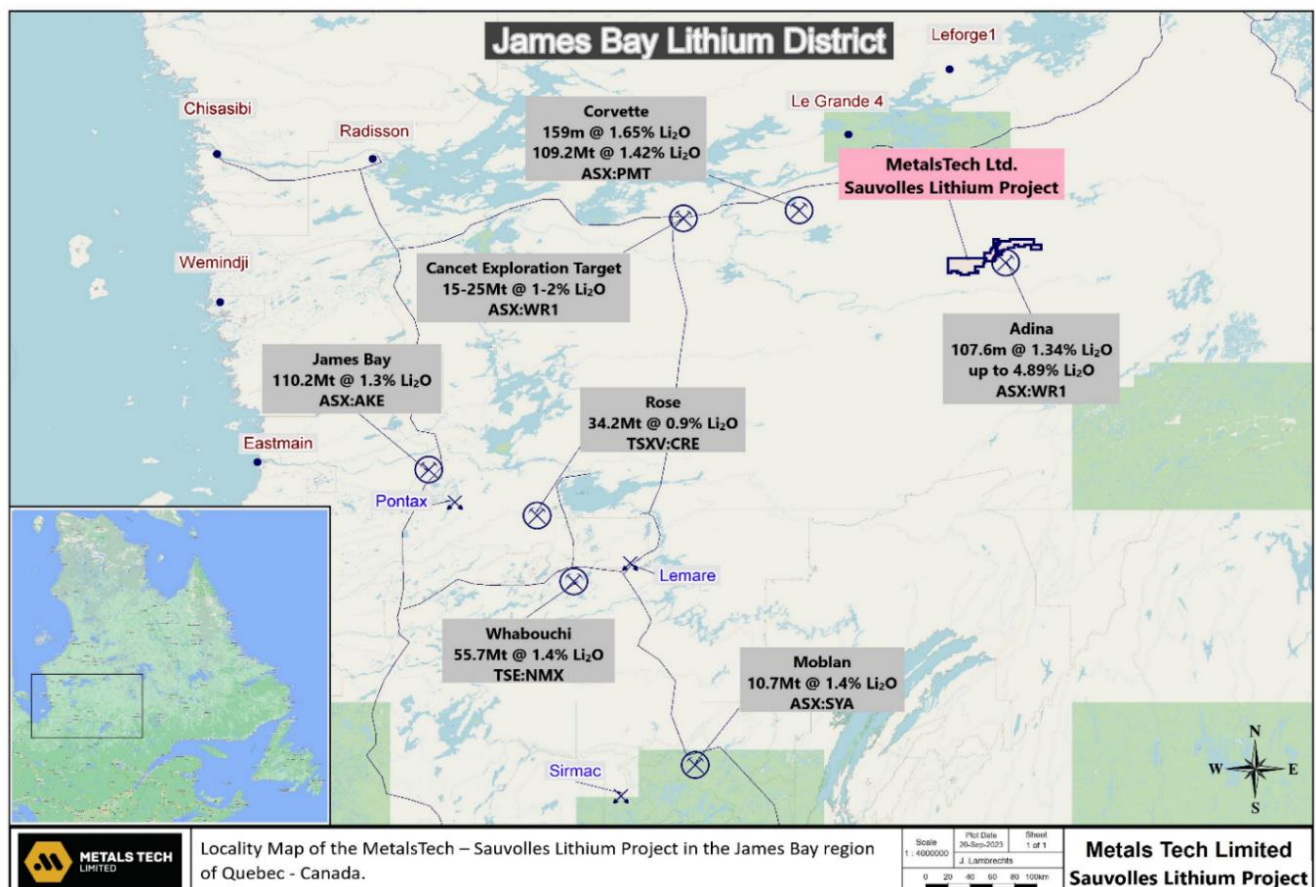 James Bay Lithium District
Leforge1
Chisasibi
Radisson
Corvette
159m @ 1.65% Li₂O
109.2Mt @ 1.42% Li₂O
ASX:PMT
Le Grande 4
MetalsTech Ltd.
Sauvolles Lithium Project
Wemindji
Cancet Exploration Target
15-25Mt @ 1-2% Li₂O
ASX:WR1
Adina
107.6m @ 1.34% Li₂O
up to 4.89% Li₂O
ASX:WR1
James Bay
110.2Mt @ 1.3% Li₂O
ASX:AKE
Rose
34.2Mt @ 0.9% Li₂O
TSXV:CRE
Eastmain
Pontax
Lemare
Whabouchi
55.7Mt @ 1.4% Li₂O
TSE:NMX
Moblan
10.7Mt @ 1.4% Li₂O
ASX:SYA
Sirmac
N
W E
S
METALS TECH
LIMITED
Locality Map of the MetalsTech – Sauvolles Lithium Project in the James Bay region
of Quebec - Canada.
Scale
1 : 4000000
Plot Date
Sheet
1 of 1
J. Lambrechts
0 20 40 60 80 100km
Metals Tech Limited
Sauvolles Lithium Project